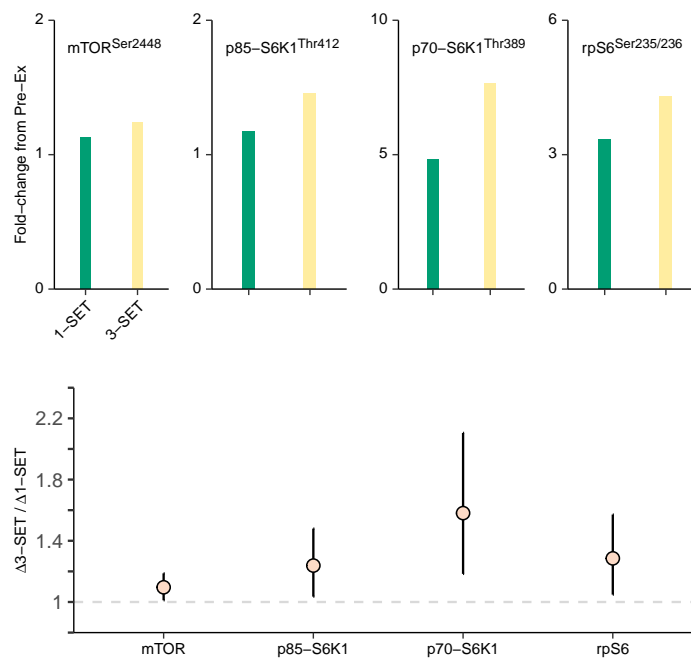 Fold−change from Pre−Ex
mTOR^Ser2448
2
1
0
1−SET
3−SET
p85−S6K1^Thr412
2
1
0
p70−S6K1^Thr389
10
5
0
rpS6^Ser235/236
6
3
0
Δ3−SET / Δ1−SET
2.2
1.8
1.4
1
mTOR
p85−S6K1
p70−S6K1
rpS6